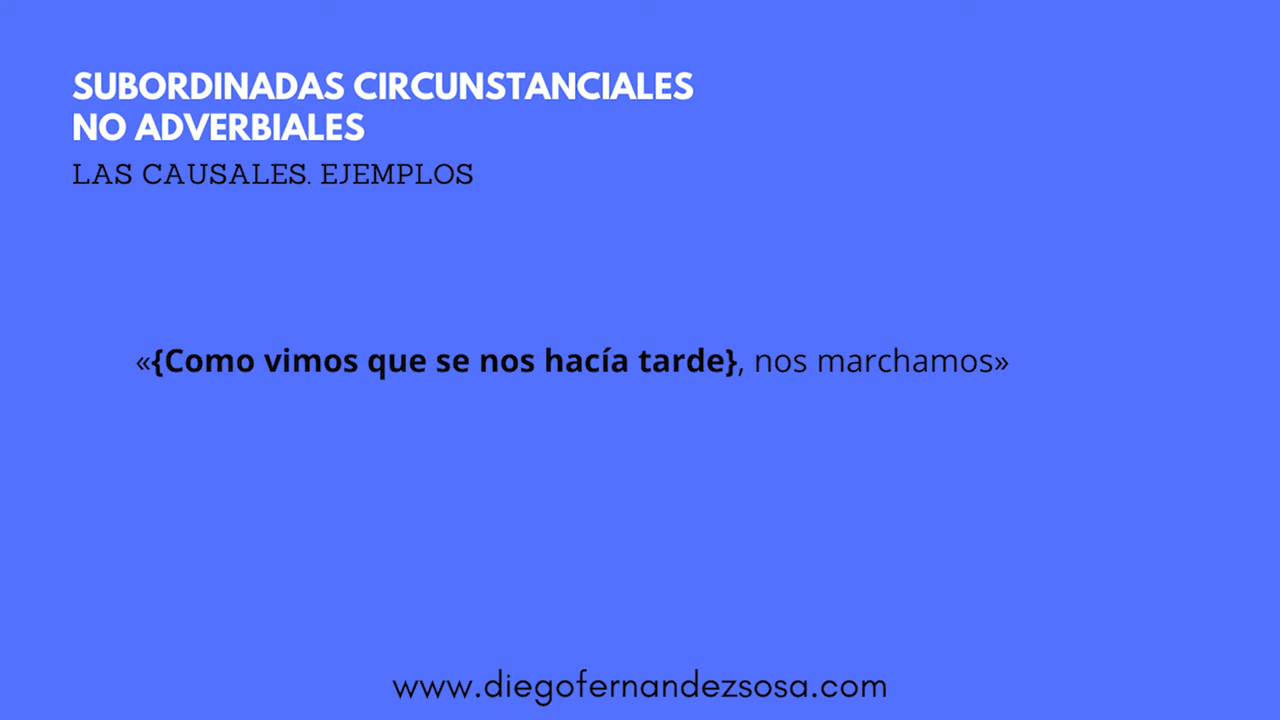 SUBORDINADAS CIRCUNSTANCIALES
NO ADVERBIALES
LAS CAUSALES. EJEMPLOS
«{Como vimos que se nos hacía tarde}, nos marchamos»
www.diegofernandezsosa.com